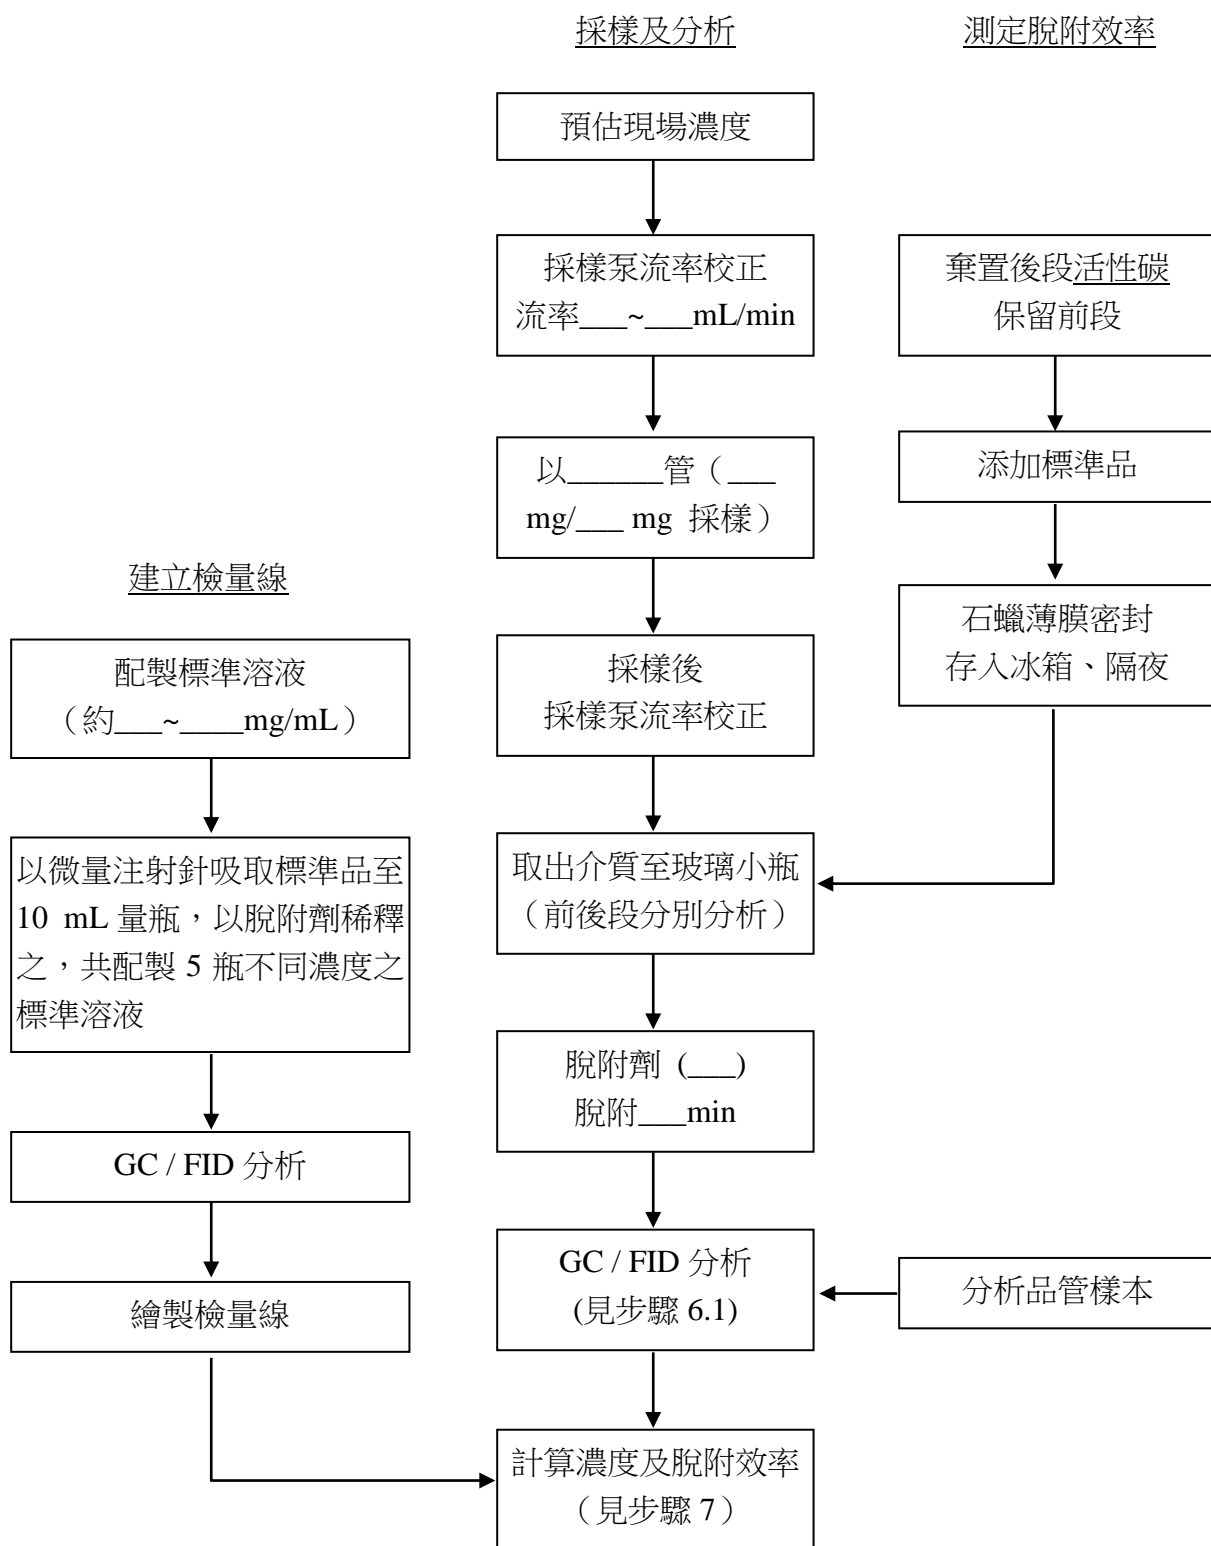 採樣及分析
測定脫附效率
預估現場濃度
採樣泵流率校正
流率___~___mL/min
棄置後段活性碳
保留前段
以______管（___
mg/___ mg 採樣）
添加標準品
建立檢量線
採樣後
採樣泵流率校正
石蠟薄膜密封
存入冰箱、隔夜
配製標準溶液
（約___~____mg/mL）
以微量注射針吸取標準品至
10 mL 量瓶，以脫附劑稀釋
之，共配製 5 瓶不同濃度之
標準溶液
取出介質至玻璃小瓶
（前後段分別分析）
脫附劑 (___)
脫附___min
GC / FID 分析
GC / FID 分析
(見步驟 6.1)
分析品管樣本
繪製檢量線
計算濃度及脫附效率
（見步驟 7）